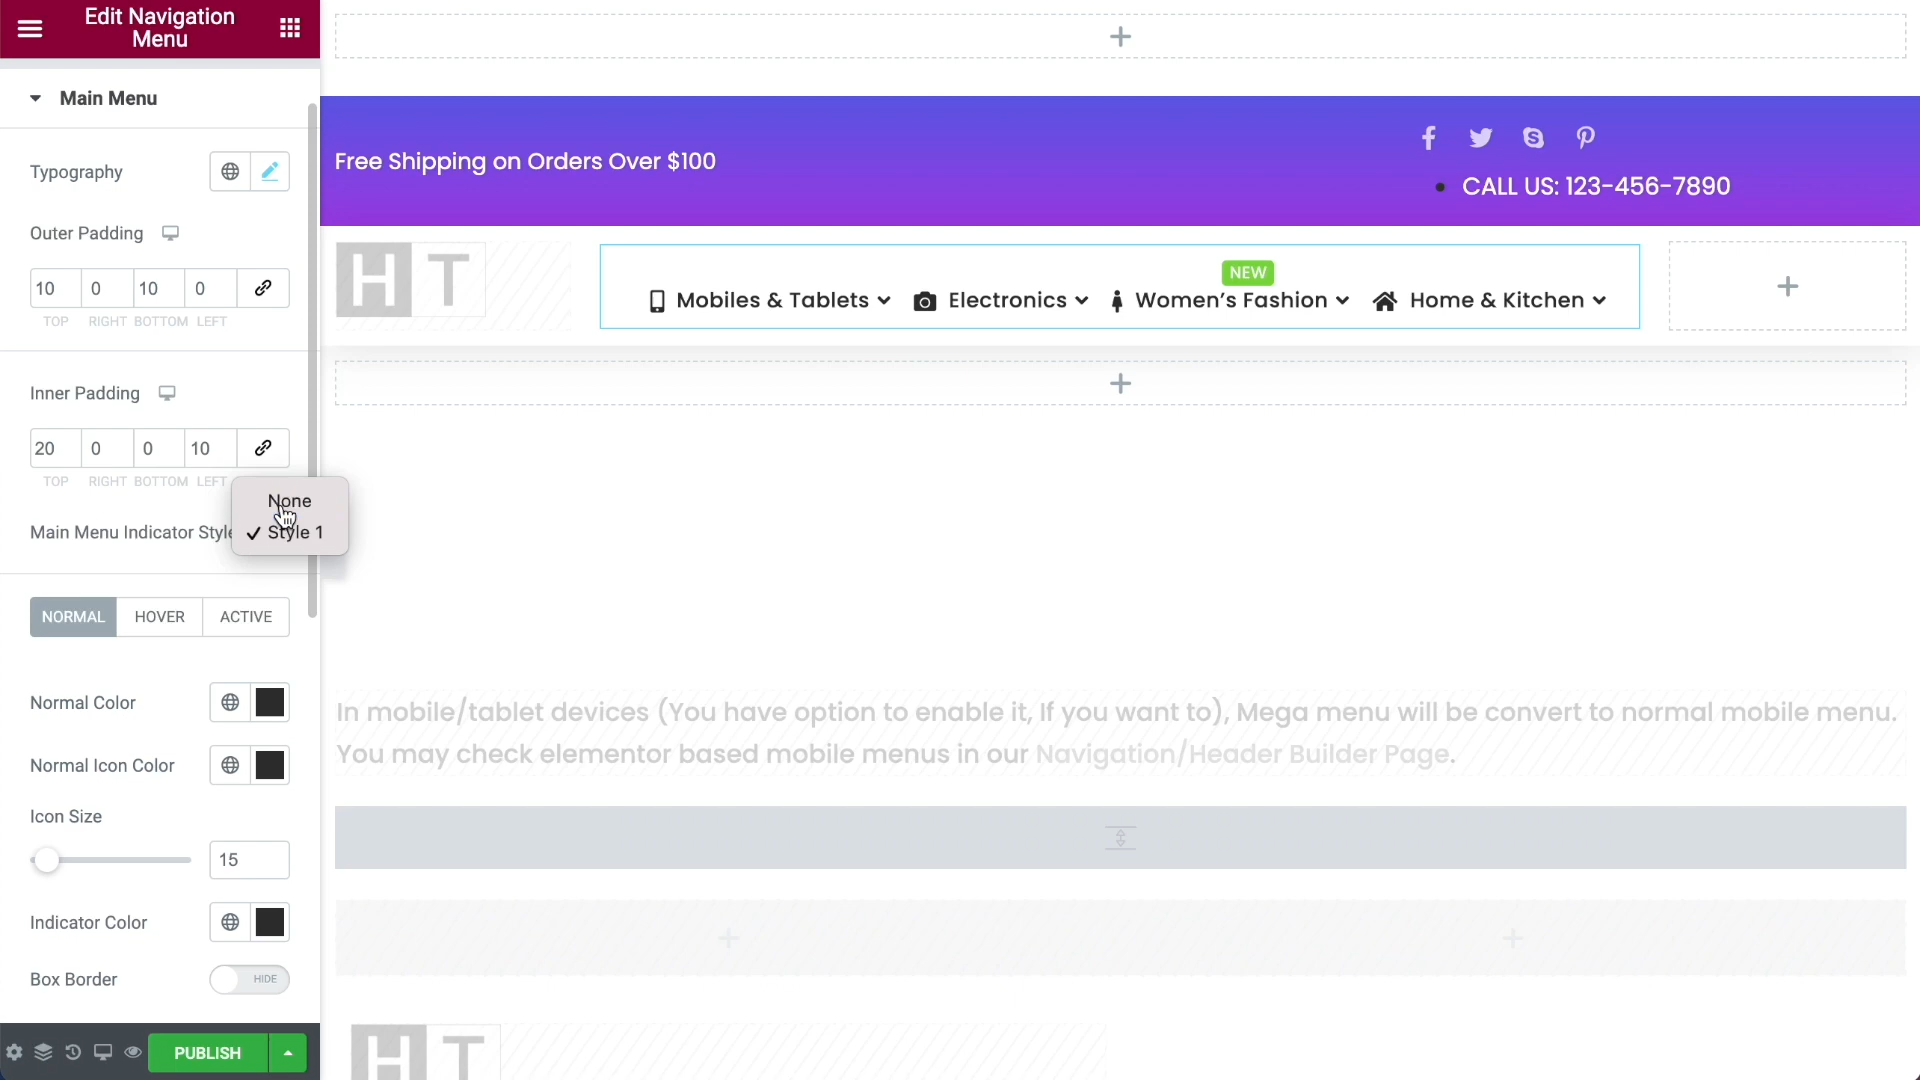 Edit Navigation
Menu
Main Menu
Typography
Outer Padding
10 0 10 0
TOP RIGHT BOTTOM LEFT
Inner Padding
20 0 0 10
TOP RIGHT BOTTOM LEFT
None
Main Menu Indicator Style
Style 1
NORMAL HOVER ACTIVE
Normal Color
Normal Icon Color
Icon Size
15
Indicator Color
Box Border
HIDE
PUBLISH
Free Shipping on Orders Over $100
CALL US: 123-456-7890
HT
NEW
Mobiles & Tablets Electronics Women's Fashion Home & Kitchen
In mobile/tablet devices (You have option to enable it, If you want to), Mega menu will be convert to normal mobile menu.
You may check elementor based mobile menus in our Navigation/Header Builder Page.
HT